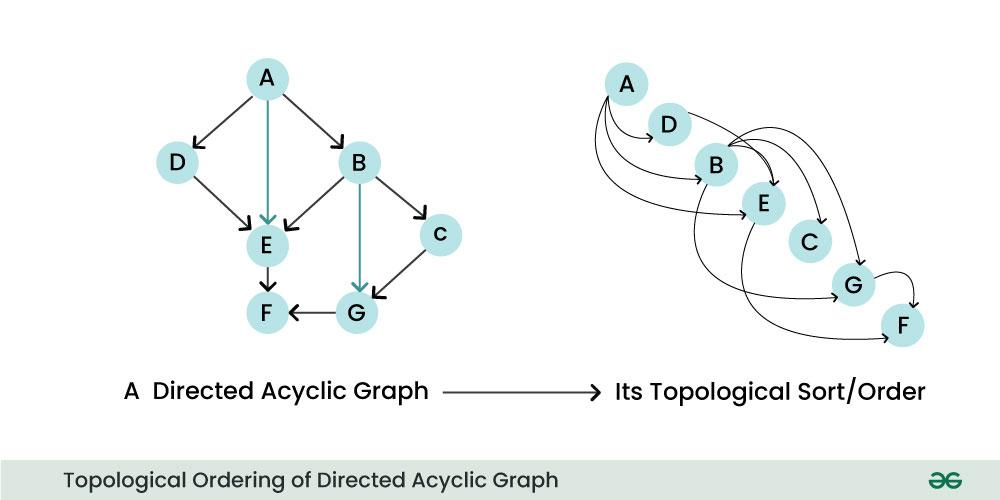 A
D
B
E
c
F
G
A
D
B
E
C
G
F
A Directed Acyclic Graph
Its Topological Sort/Order
Topological Ordering of Directed Acyclic Graph